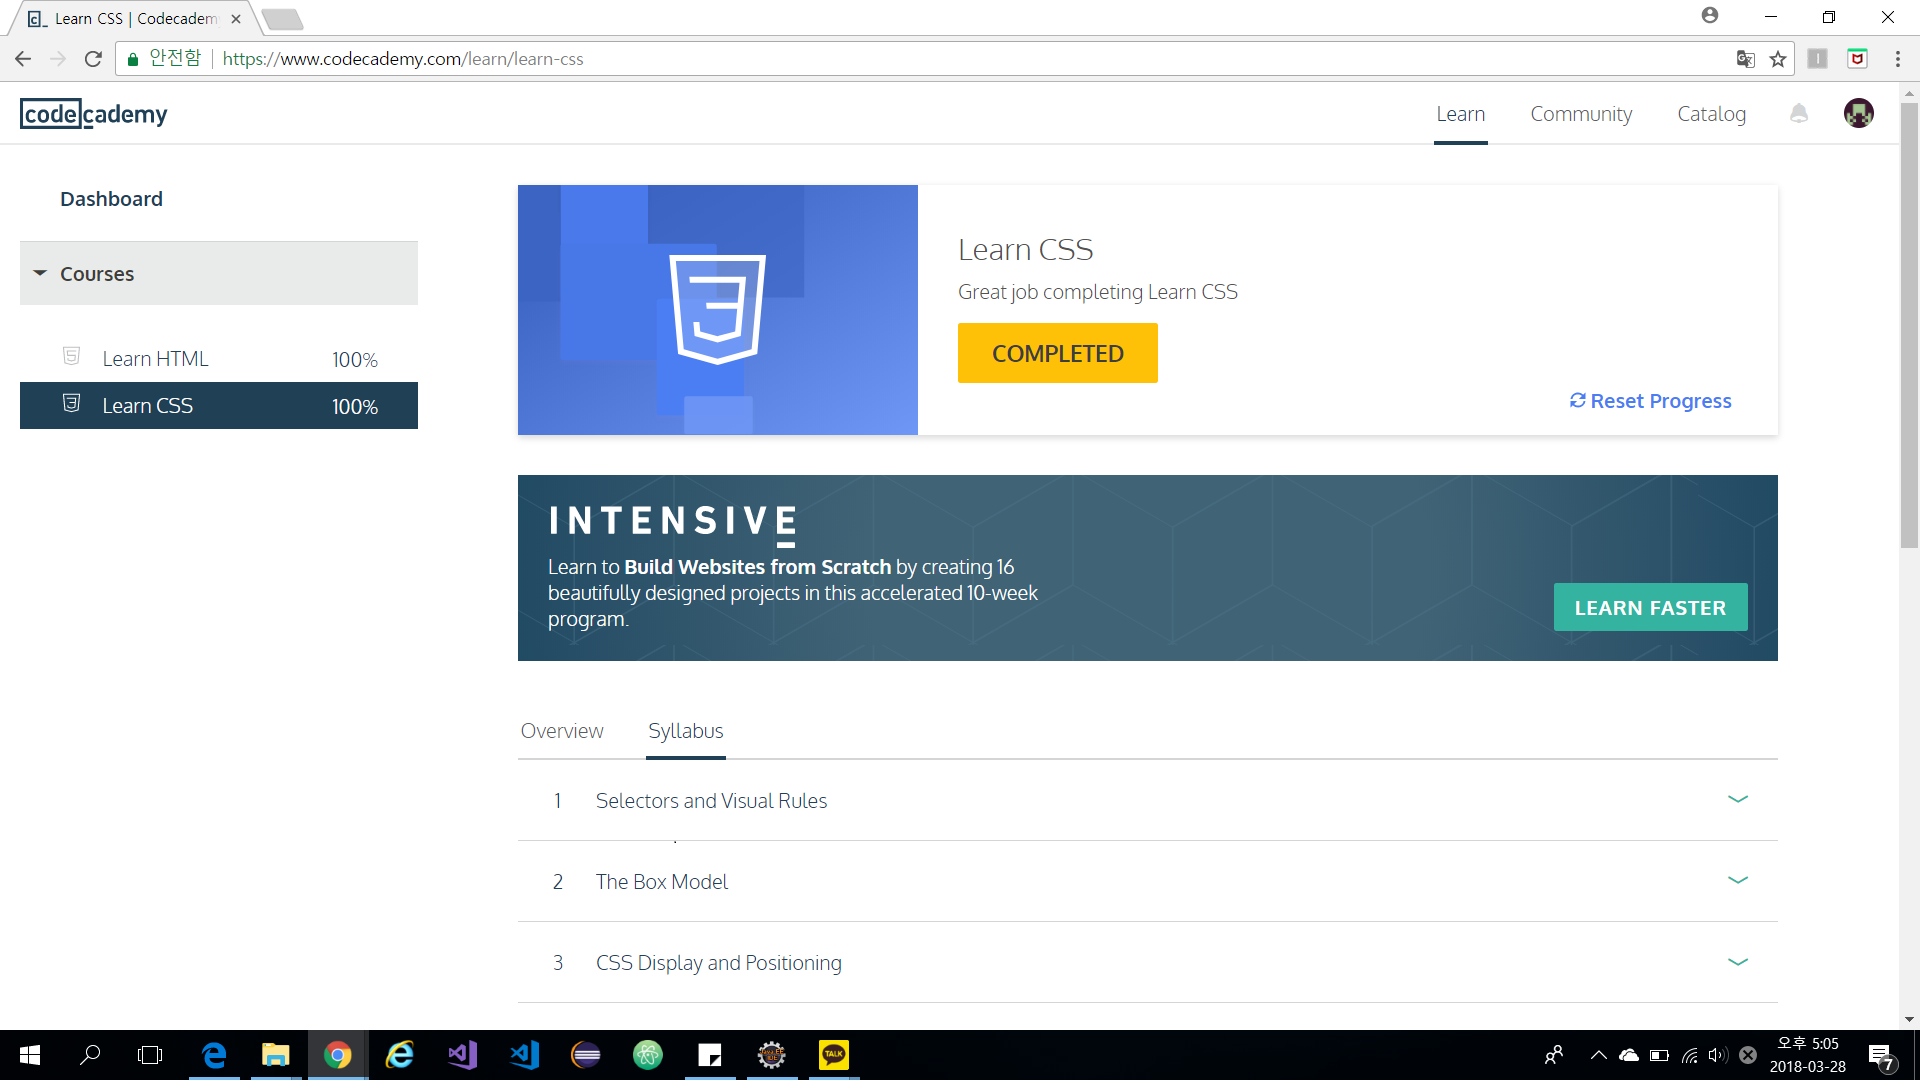 Learn CSS | Codecadem
안전함
https://www.codecademy.com/learn/learn-css
codecademy
Learn
Community
Catalog
Dashboard
Courses
Learn HTML 100%
Learn CSS 100%
Learn CSS
Great job completing Learn CSS
COMPLETED
Reset Progress
INTENSIVE
Learn to Build Websites from Scratch by creating 16
beautifully designed projects in this accelerated 10-week
program.
LEARN FASTER
Overview
Syllabus
1 Selectors and Visual Rules
2 The Box Model
3 CSS Display and Positioning
TALK
오후 5:05
2018-03-28
7